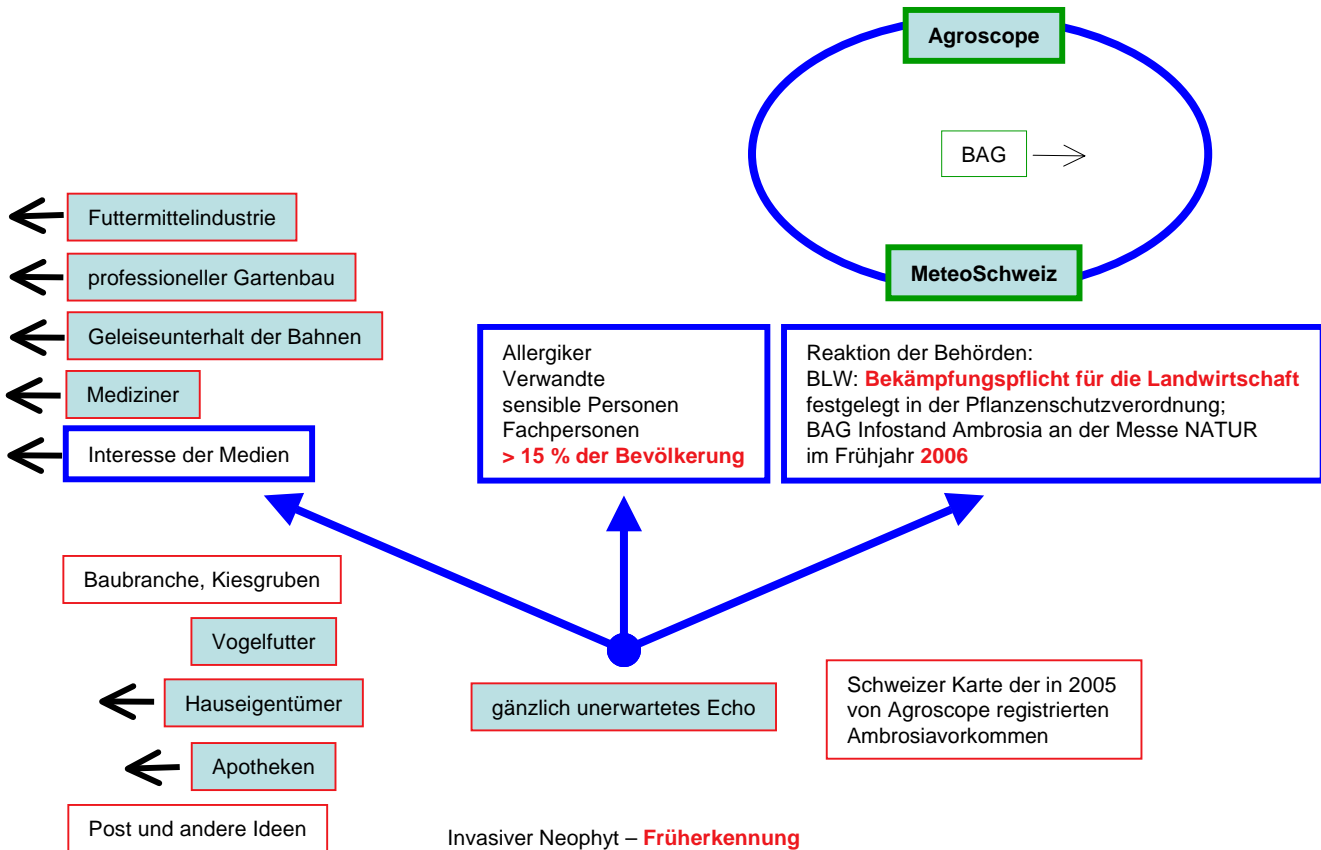 Agroscope
BAG
MeteoSchweiz
Futtermittelindustrie
professioneller Gartenbau
Geleiseunterhalt der Bahnen
Mediziner
Interesse der Medien
Allergiker
Verwandte
sensible Personen
Fachpersonen
> 15 % der Bevölkerung
Reaktion der Behörden:
BLW: Bekämpfungspflicht für die Landwirtschaft
festgelegt in der Pflanzenschutzverordnung;
BAG Infostand Ambrosia an der Messe NATUR
im Frühjahr 2006
Baubranche, Kiesgruben
Vogelfutter
Hauseigentümer
Apotheken
Post und andere Ideen
gänzlich unerwartetes Echo
Schweizer Karte der in 2005
von Agroscope registrierten
Ambrosiavorkommen
Invasiver Neophyt – Früherkennung